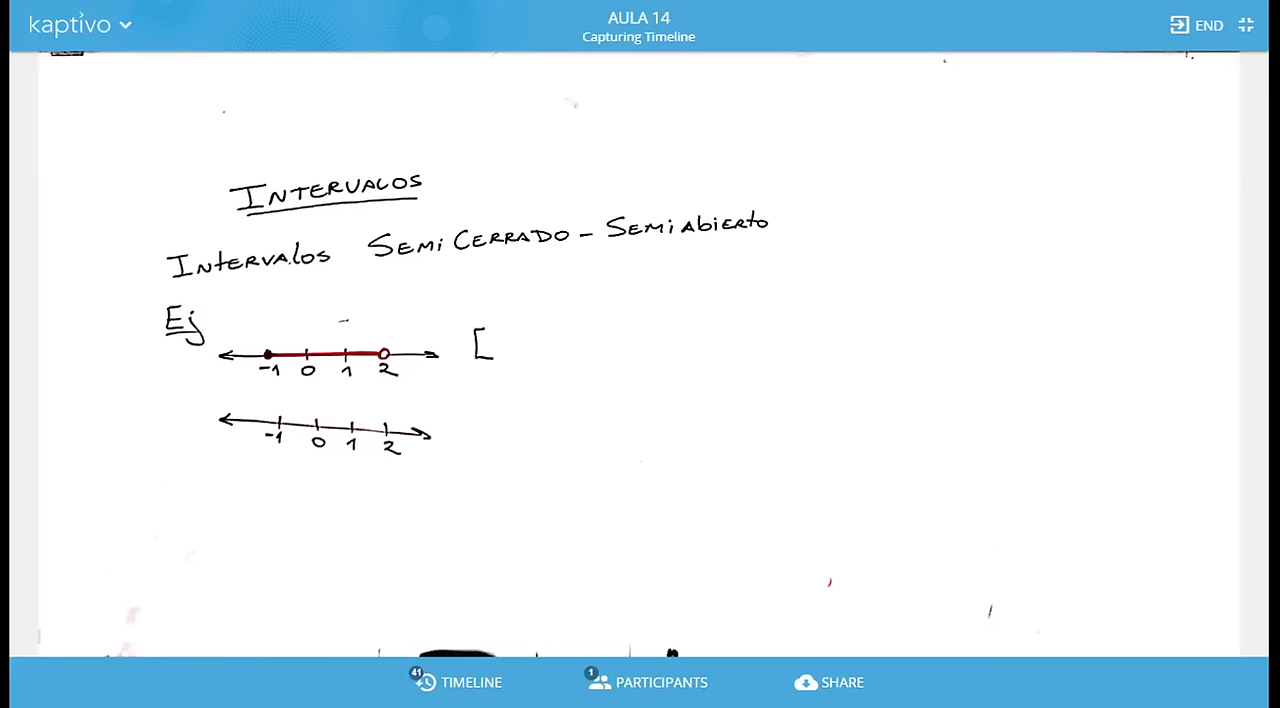 kaptivo
AULA 14
Capturing Timeline
END
INTERVALOS
INTERVALOS SEMICERRADO - SEMIABIERTO
Ej
[
-1 0 1 2
-1 0 1 2
41 TIMELINE
1 PARTICIPANTS
SHARE